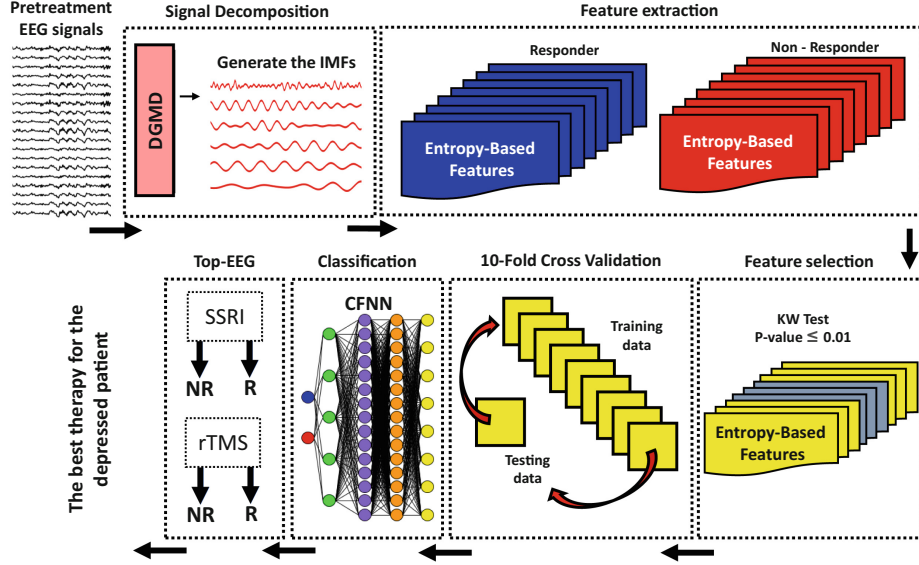 Pretreatment
EEG signals
Signal Decomposition
DGMD
Generate the IMFs
Feature extraction
Responder
Entropy-Based
Features
Non - Responder
Entropy-Based
Features
Feature selection
KW Test
P-value ≦ 0.01
Entropy-Based
Features
10-Fold Cross Validation
Training
data
Testing
data
Classification
CFNN
Top-EEG
SSRI
NR R
rTMS
NR R
The best therapy for the
depressed patient